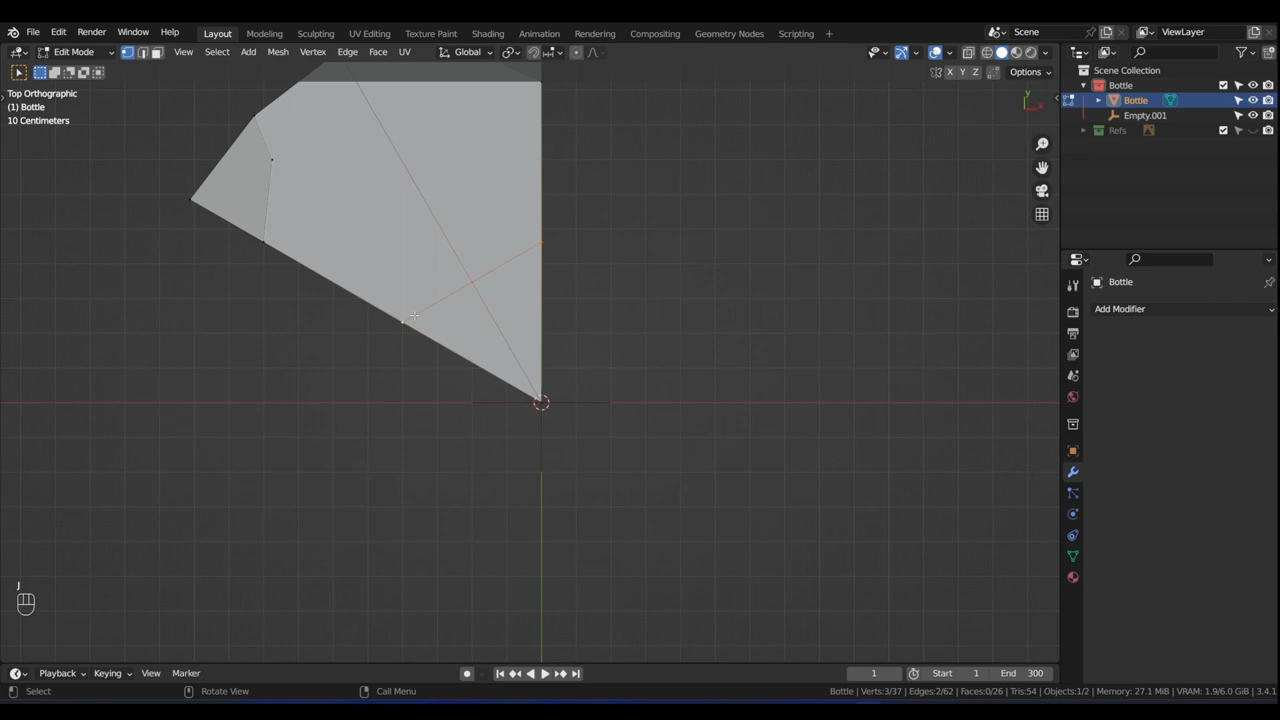 File Edit Render Window Help Layout Modeling Sculpting UV Editing Texture Paint Shading Animation Rendering Compositing Geometry Nodes Scripting + Scene ViewLayer
Edit Mode View Select Add Mesh Vertex Edge Face UV Global
X Y Z Options
Scene Collection
Bottle
Bottle
Empty.001
Refs
Top Orthographic
(1) Bottle
10 Centimeters
Y
X
Bottle
Add Modifier
J
Playback Keying View Marker 1 Start 1 End 300
Select Rotate View Call Menu Bottle | Verts:3/37 | Edges:2/62 | Faces:0/26 | Tris:54 | Objects:1/2 | Memory: 27.1 MiB | VRAM: 1.9/6.0 GiB | 3.4.1